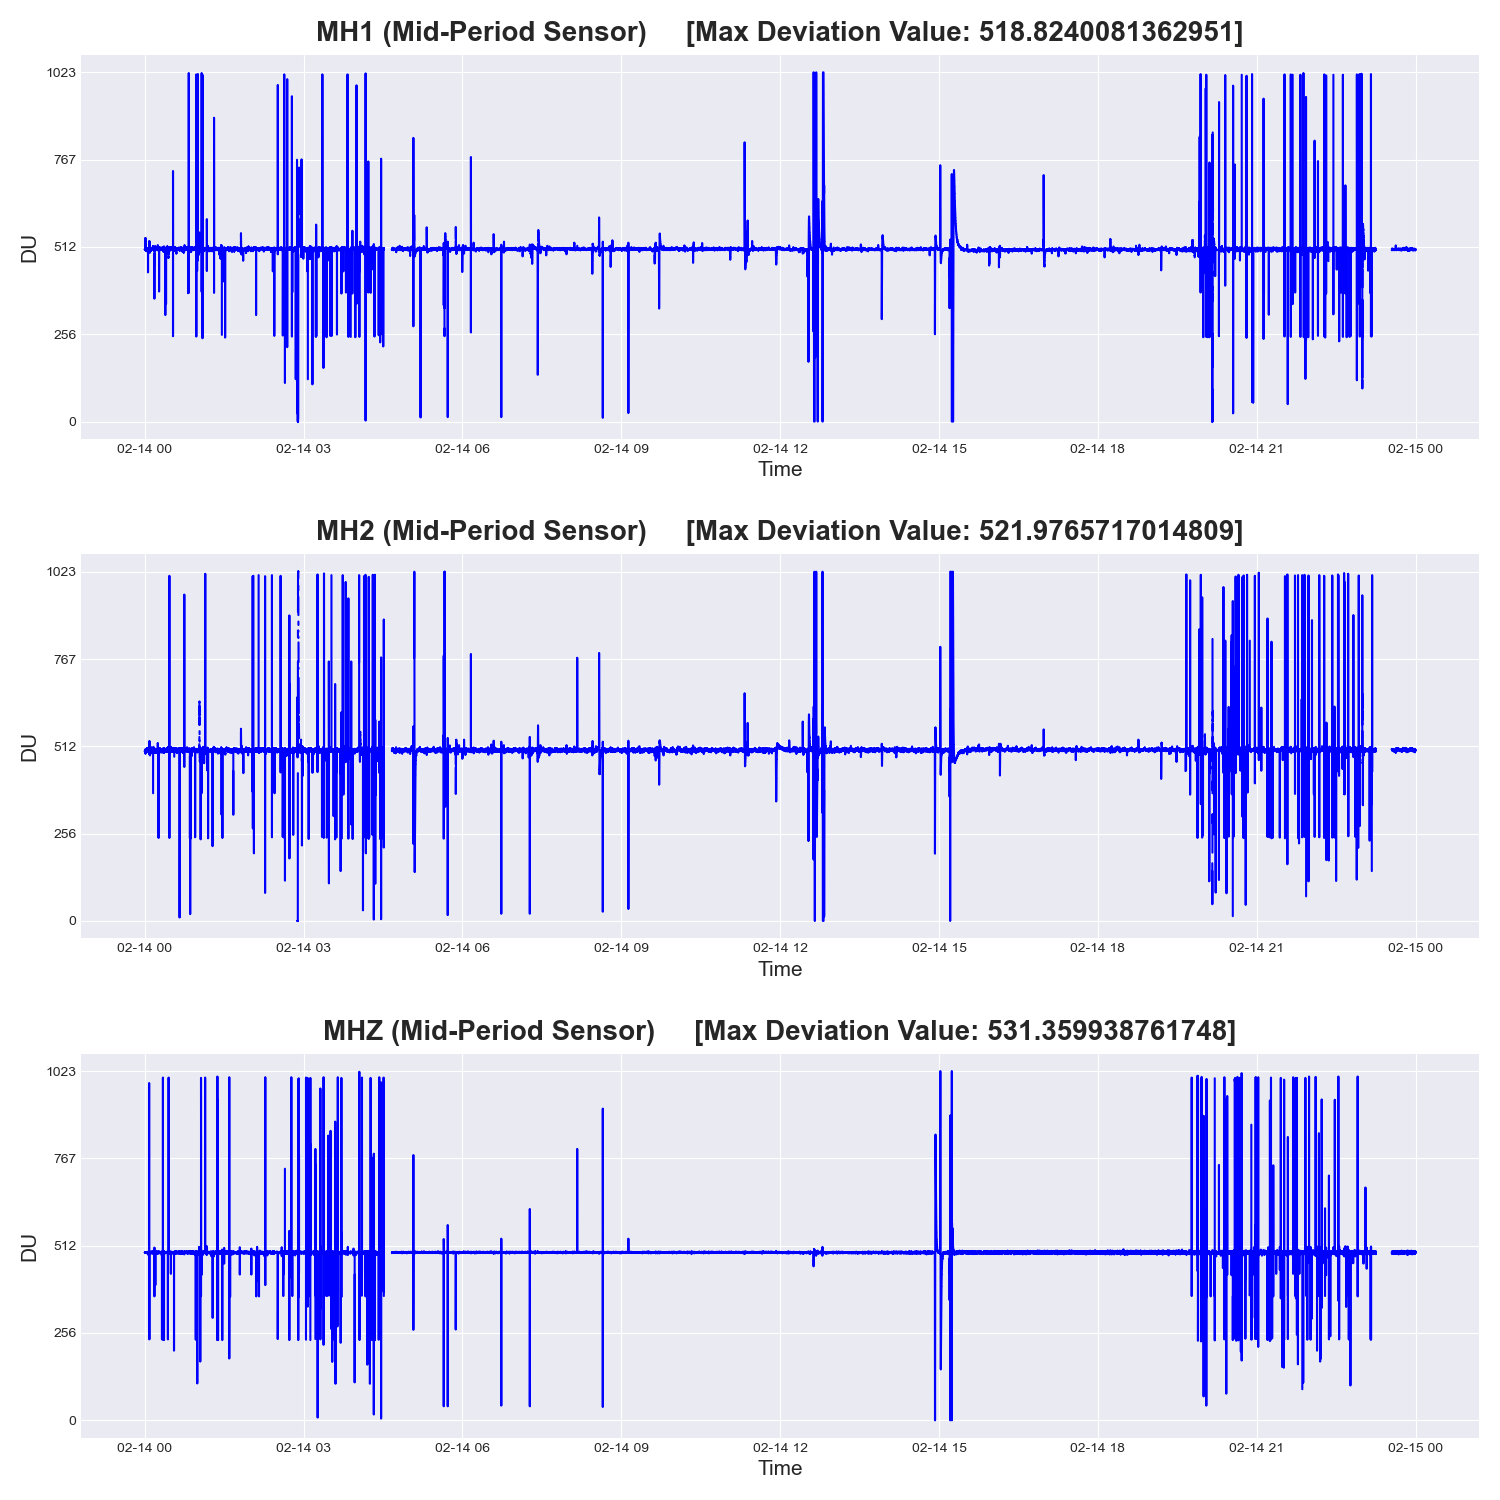 MH1 (Mid-Period Sensor) [Max Deviation Value: 518.8240081362951]
1023
767
512
256
0
DU
02-14 00 02-14 03 02-14 06 02-14 09 02-14 12 02-14 15 02-14 18 02-14 21 02-15 00
Time
MH2 (Mid-Period Sensor) [Max Deviation Value: 521.9765717014809]
1023
767
512
256
0
DU
02-14 00 02-14 03 02-14 06 02-14 09 02-14 12 02-14 15 02-14 18 02-14 21 02-15 00
Time
MHZ (Mid-Period Sensor) [Max Deviation Value: 531.359938761748]
1023
767
512
256
0
DU
02-14 00 02-14 03 02-14 06 02-14 09 02-14 12 02-14 15 02-14 18 02-14 21 02-15 00
Time